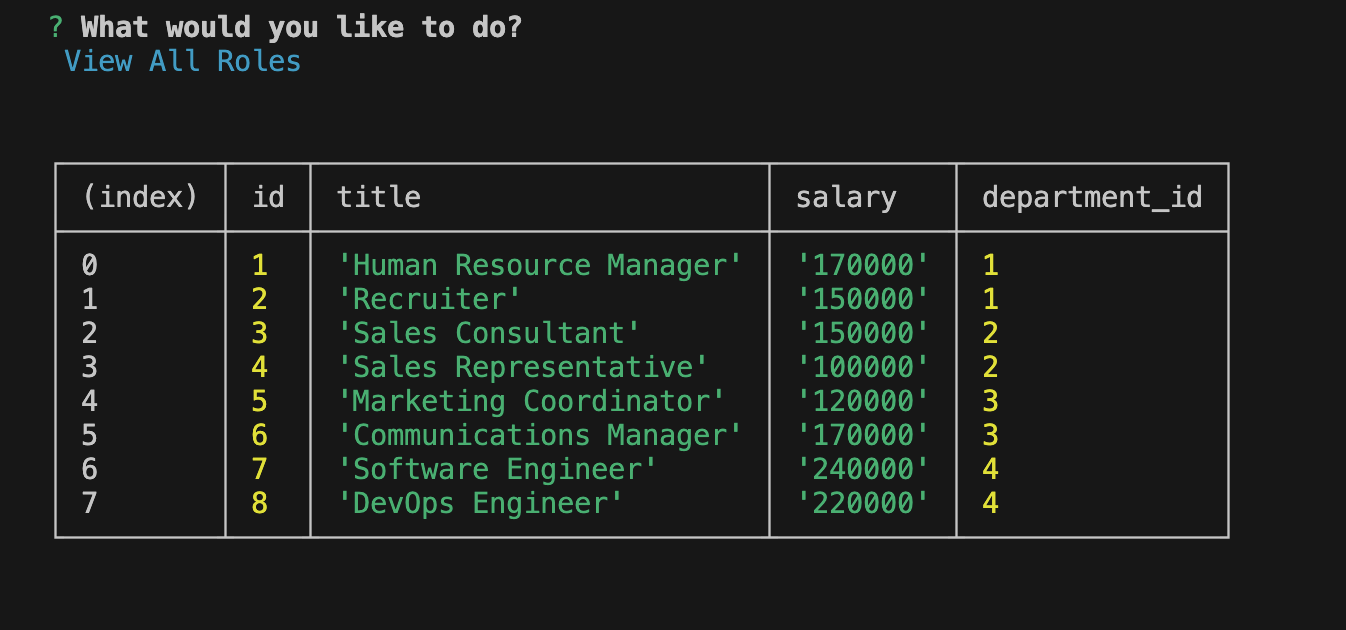 ? What would you like to do?
View All Roles
(index) id title salary department_id
0 1 'Human Resource Manager' '170000' 1
1 2 'Recruiter' '150000' 1
2 3 'Sales Consultant' '150000' 2
3 4 'Sales Representative' '100000' 2
4 5 'Marketing Coordinator' '120000' 3
5 6 'Communications Manager' '170000' 3
6 7 'Software Engineer' '240000' 4
7 8 'DevOps Engineer' '220000' 4